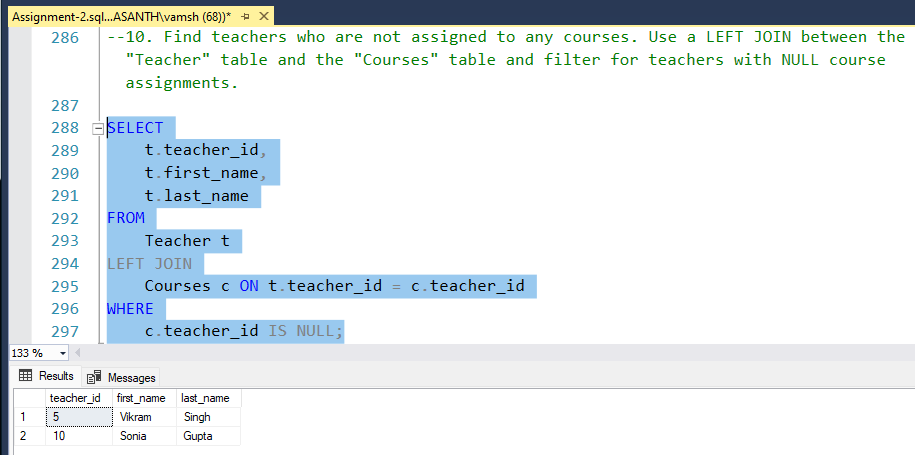 Assignment-2.sql...ASANTH\vamsh (68))*
286 --10. Find teachers who are not assigned to any courses. Use a LEFT JOIN between the
"Teacher" table and the "Courses" table and filter for teachers with NULL course
assignments.
287
288 SELECT
289 t.teacher_id,
290 t.first_name,
291 t.last_name
292 FROM
293 Teacher t
294 LEFT JOIN
295 Courses c ON t.teacher_id = c.teacher_id
296 WHERE
297 c.teacher_id IS NULL;
133 %
Results Messages
teacher_id first_name last_name
1 5 Vikram Singh
2 10 Sonia Gupta